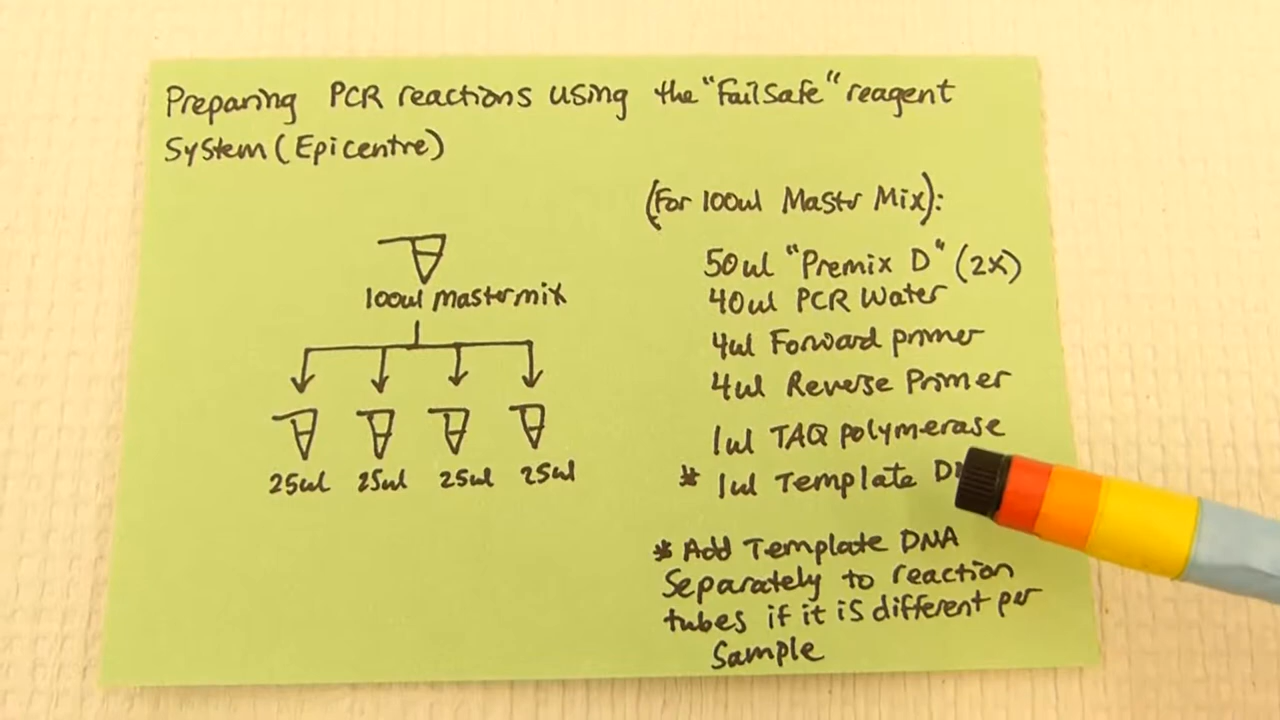 Preparing PCR reactions using the "FailSafe" reagent
System (Epicentre)
(For 100ul Mastr Mix):
50ul "Premix D" (2X)
40ul PCR Water
4ul Forward primer
4ul Reverse Primer
1ul TAQ polymerase
* 1ul Template
* Add Template DNA
Separately to reaction
tubes if it is different per
Sample
100ul mastrmix
25ul 25ul 25ul 25ul